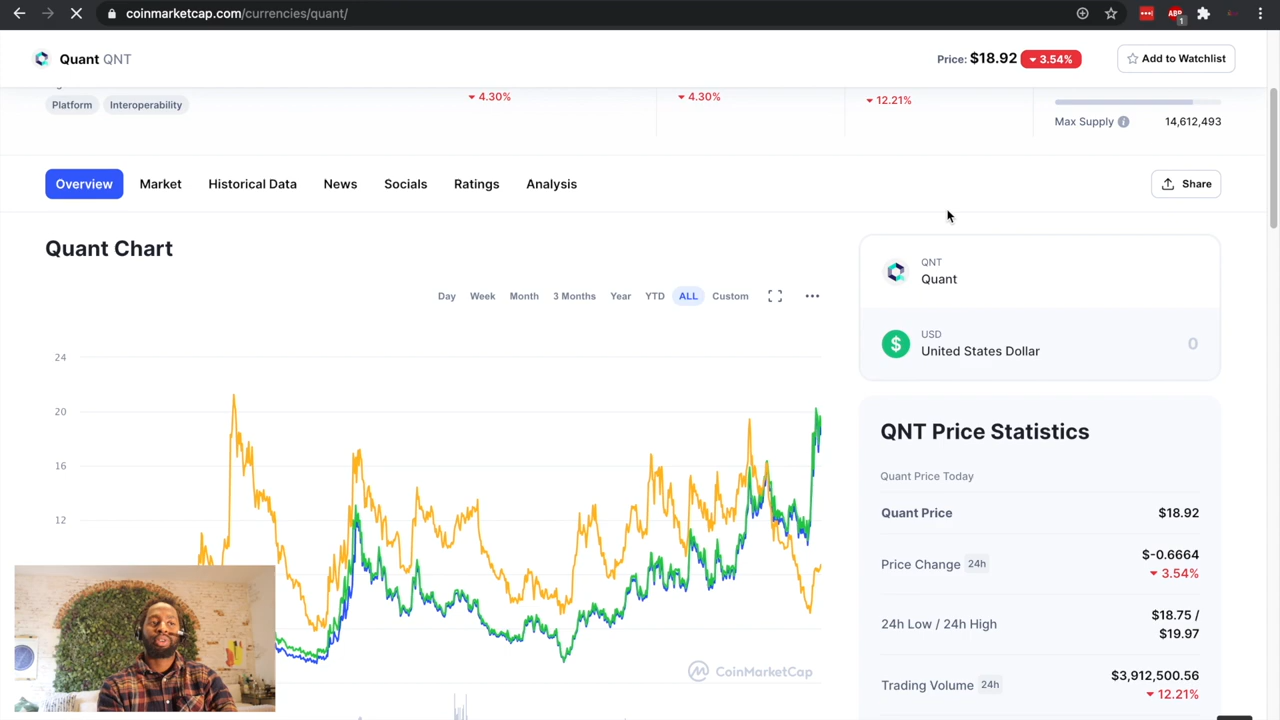 coinmarketcap.com/currencies/quant/
ABP
1
Quant QNT
Price: $18.92 3.54%
Add to Watchlist
Platform
Interoperability
4.30%
4.30%
12.21%
Max Supply
14,612,493
Overview
Market
Historical Data
News
Socials
Ratings
Analysis
Share
Quant Chart
Day
Week
Month
3 Months
Year
YTD
ALL
Custom
24
20
16
12
CoinMarketCap
QNT
Quant
USD
United States Dollar
0
QNT Price Statistics
Quant Price Today
Quant Price
$18.92
Price Change 24h
$-0.6664
3.54%
24h Low / 24h High
$18.75 /
$19.97
Trading Volume 24h
$3,912,500.56
12.21%